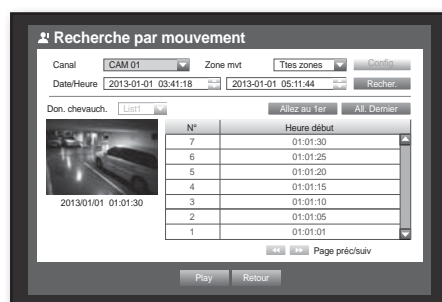 Recherche par mouvement
Canal CAM 01 Zone mvt Ttes zones Config.
Date/Heure 2013-01-01 03:41:18 2013-01-01 05:11:44 Recher.
Don. chevauch. List1 Allez au 1er All. Dernier
N° Heure début
7 01:01:30
6 01:01:25
5 01:01:20
4 01:01:15
3 01:01:10
2 01:01:05
1 01:01:01
2013/01/01 01:01:30
Page préc/suiv
Play Retour